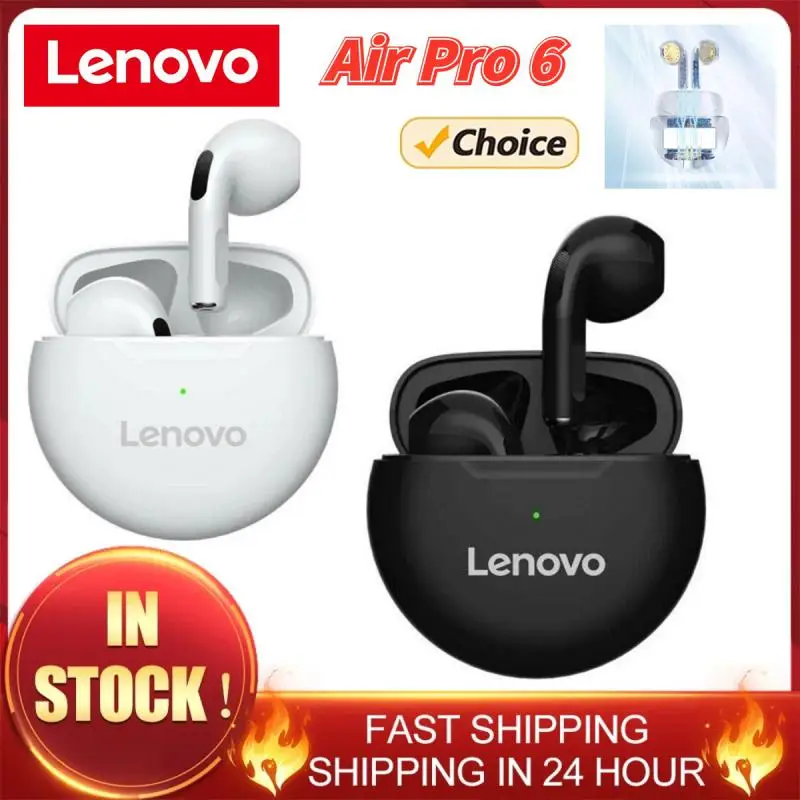 Lenovo
Air Pro 6
Choice
Lenovo
Lenovo
IN
STOCK!
FAST SHIPPING
SHIPPING IN 24 HOUR